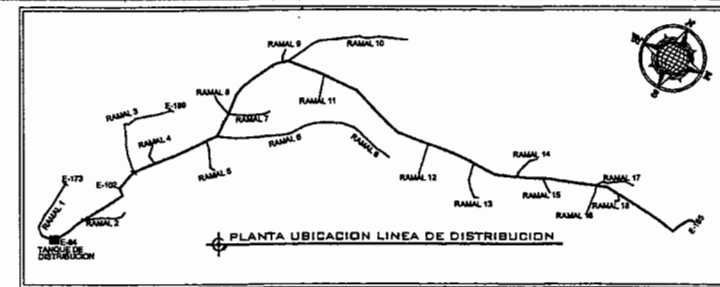 RAMAL 9
RAMAL 10
RAMAL 8
RAMAL 11
RAMAL 3
E-189
RAMAL 7
RAMAL 4
RAMAL 6
RAMAL 5
E-173
E-102
RAMAL 1
RAMAL 2
E-84
TANQUE DE
DISTRIBUCION
RAMAL 12
RAMAL 14
RAMAL 17
RAMAL 15
RAMAL 13
RAMAL 16
RAMAL 18
S
PLANTA UBICACION LINEA DE DISTRIBUCION